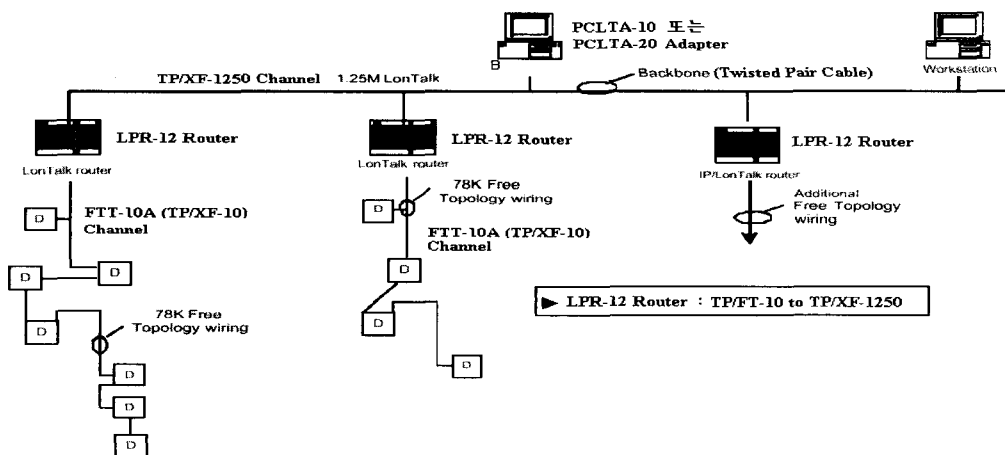 PCLTA-10 또는
PCLTA-20 Adapter
B
Workstation
TP/XF-1250 Channel
1.25M LonTalk
Backbone (Twisted Pair Cable)
LPR-12 Router
LonTalk router
LPR-12 Router
LonTalk router
LPR-12 Router
IP/LonTalk router
D
FTT-10A (TP/XF-10)
Channel
D
D
D
78K Free
Topology wiring
D
D
D
D
78K Free
Topology wiring
FTT-10A (TP/XF-10)
Channel
D
D
D
Additional
Free Topology
wiring
► LPR-12 Router : TP/FT-10 to TP/XF-1250